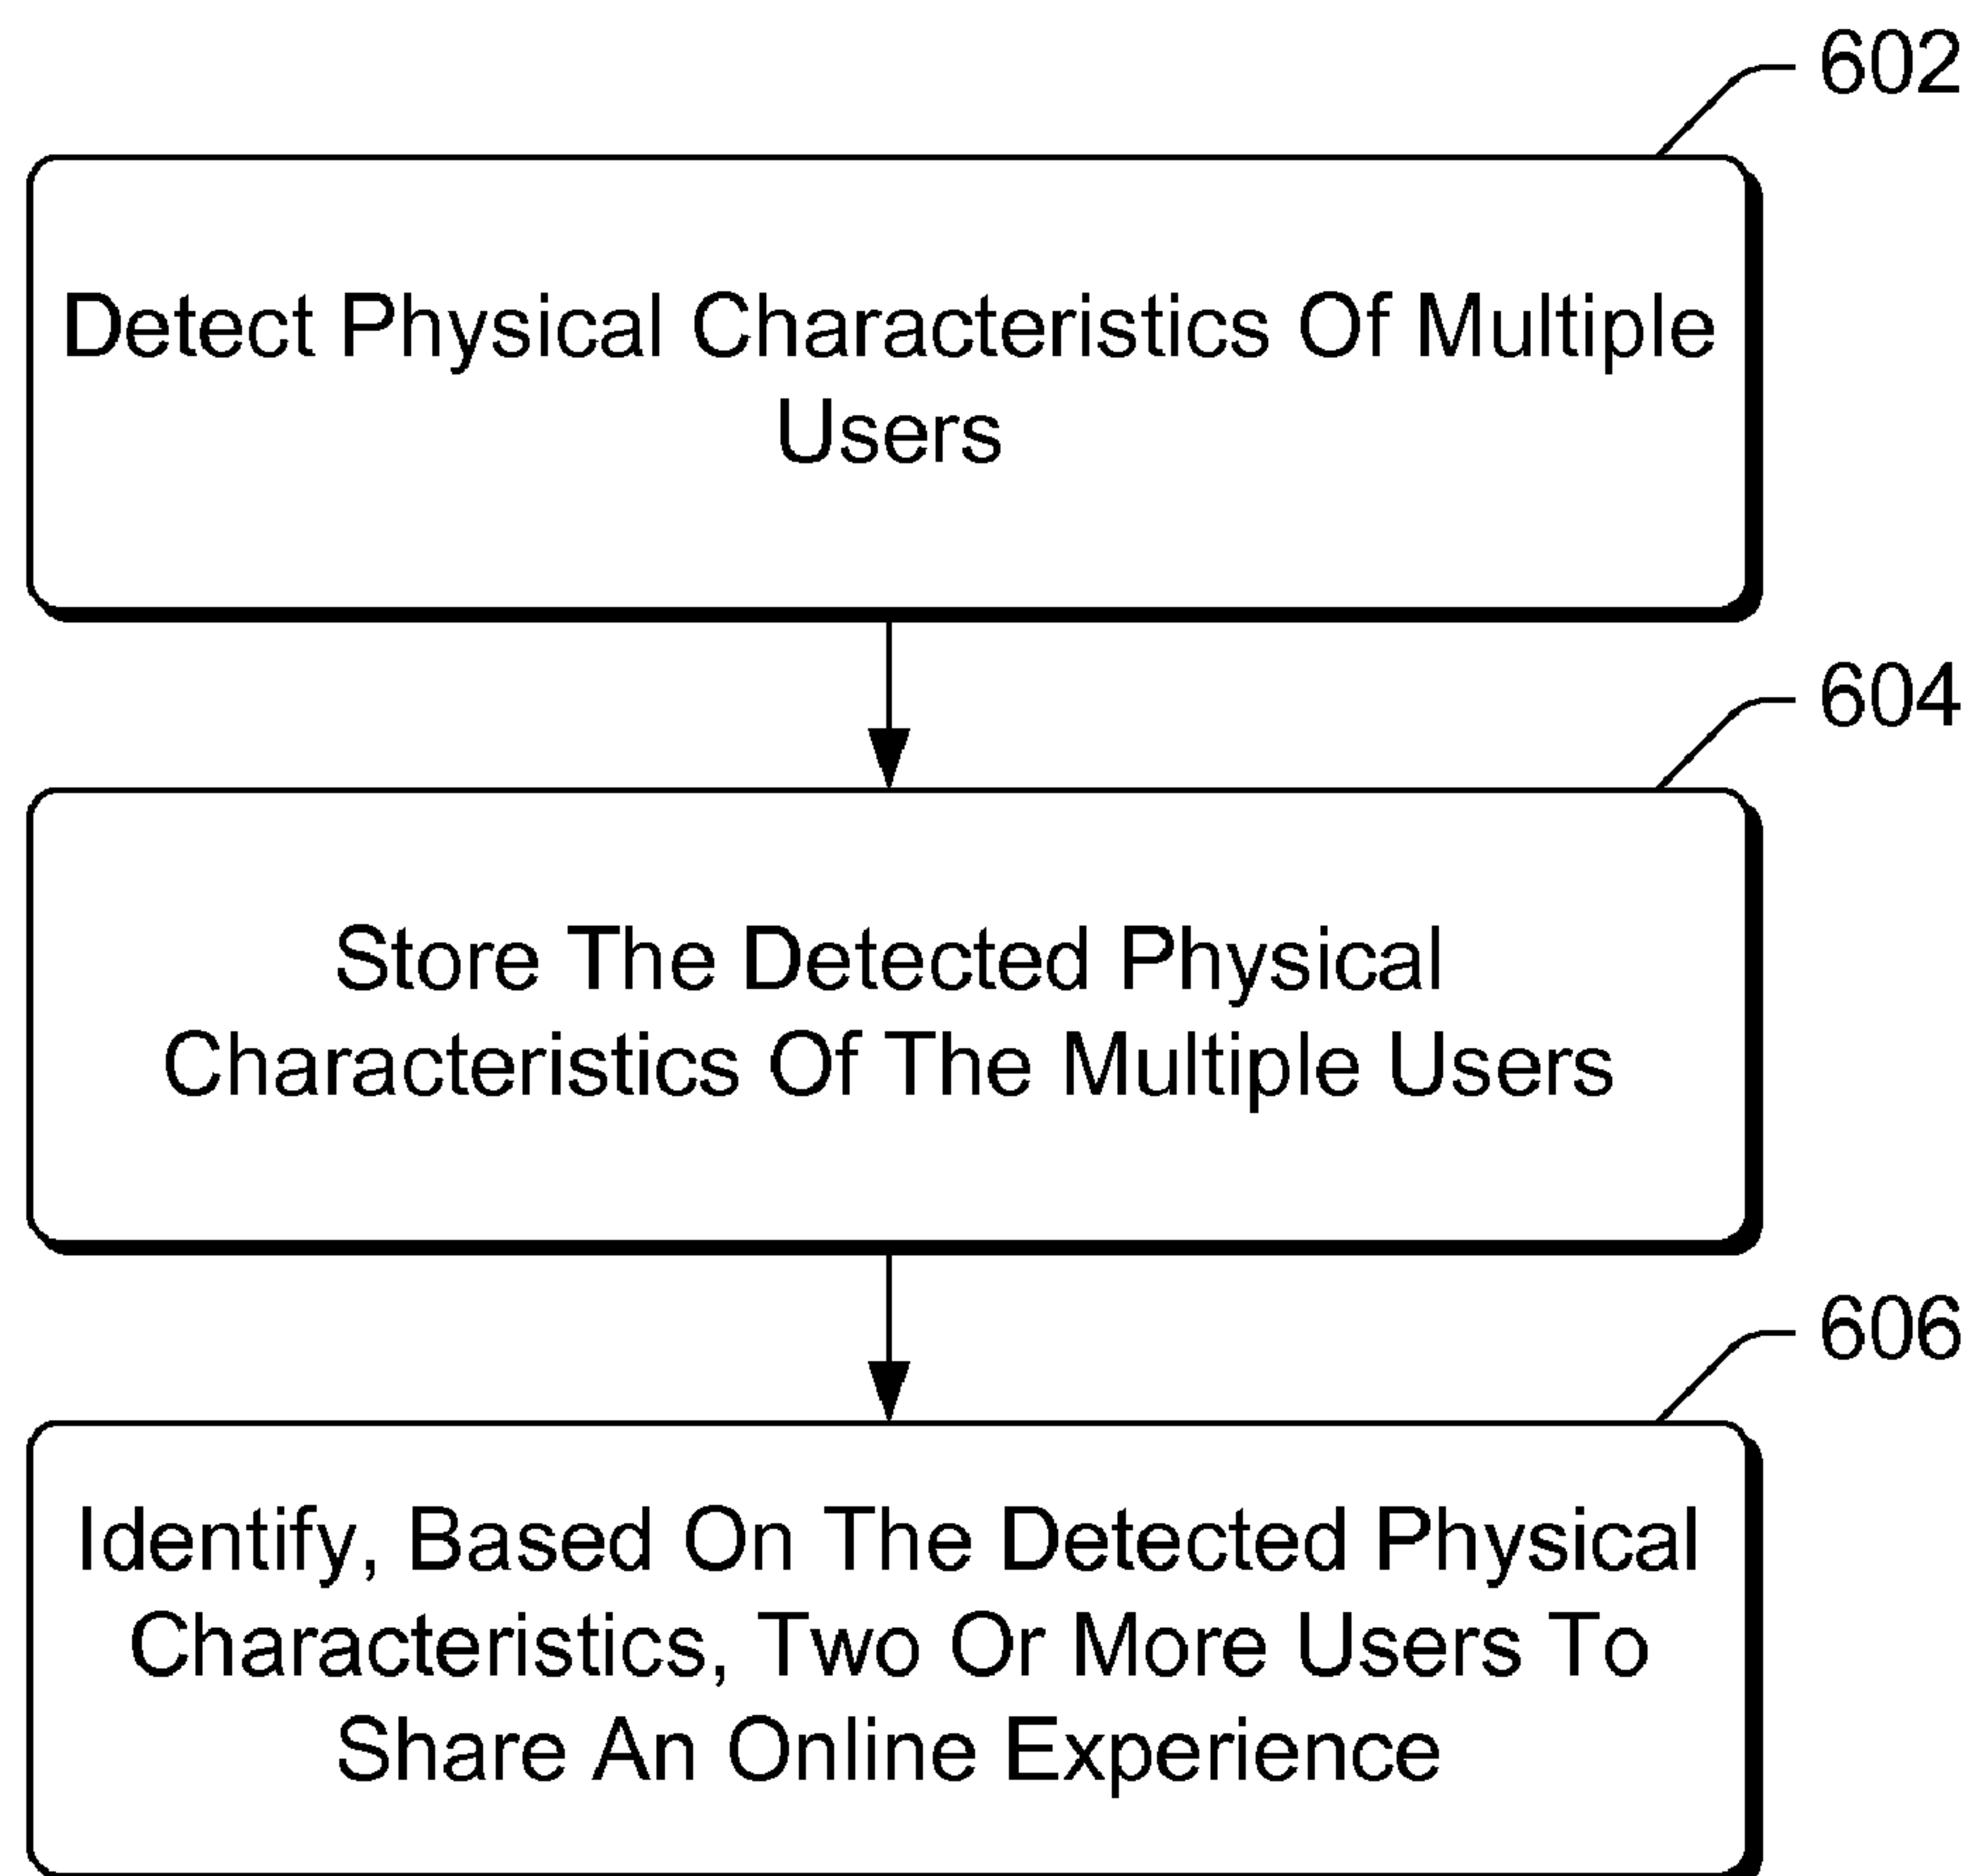 602
Detect Physical Characteristics Of Multiple
Users
604
Store The Detected Physical
Characteristics Of The Multiple Users
606
Identify, Based On The Detected Physical
Characteristics, Two Or More Users To
Share An Online Experience